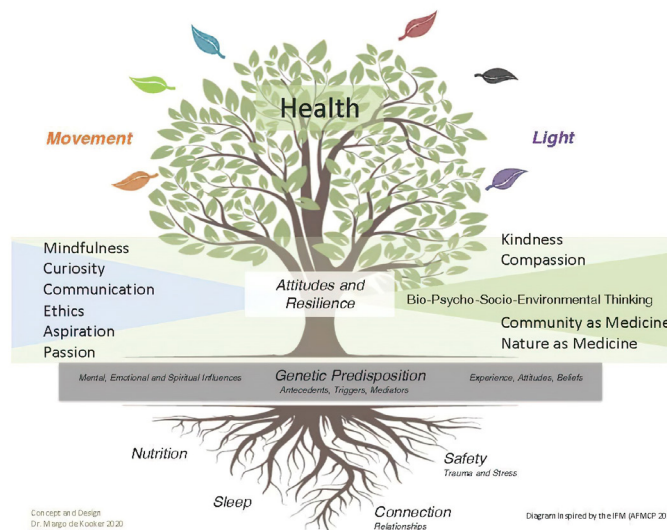 Health
Movement
Light
Mindfulness
Curiosity
Communication
Ethics
Aspiration
Passion
Attitudes and
Resilience
Kindness
Compassion
Bio-Psycho-Socio-Environmental Thinking
Community as Medicine
Nature as Medicine
Mental, Emotional and Spiritual Influences
Genetic Predisposition
Antecedents, Triggers, Mediators
Experience, Attitudes, Beliefs
Nutrition
Sleep
Safety
Trauma and Stress
Connection
Relationships
Concept and Design
Dr. Margo de Kooker 2020
Diagram Inspired by the IFM (AFMCP 20